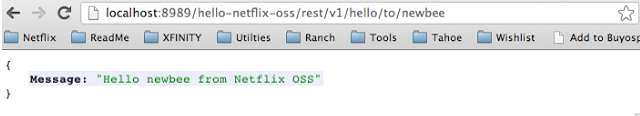 localhost:8989/hello-netflix-oss/rest/v1/hello/to/newbee
Netflix ReadMe XFINITY Utilties Ranch Tools Tahoe Wishlist Add to Buyosp
{
Message: "Hello newbee from Netflix OSS"
}